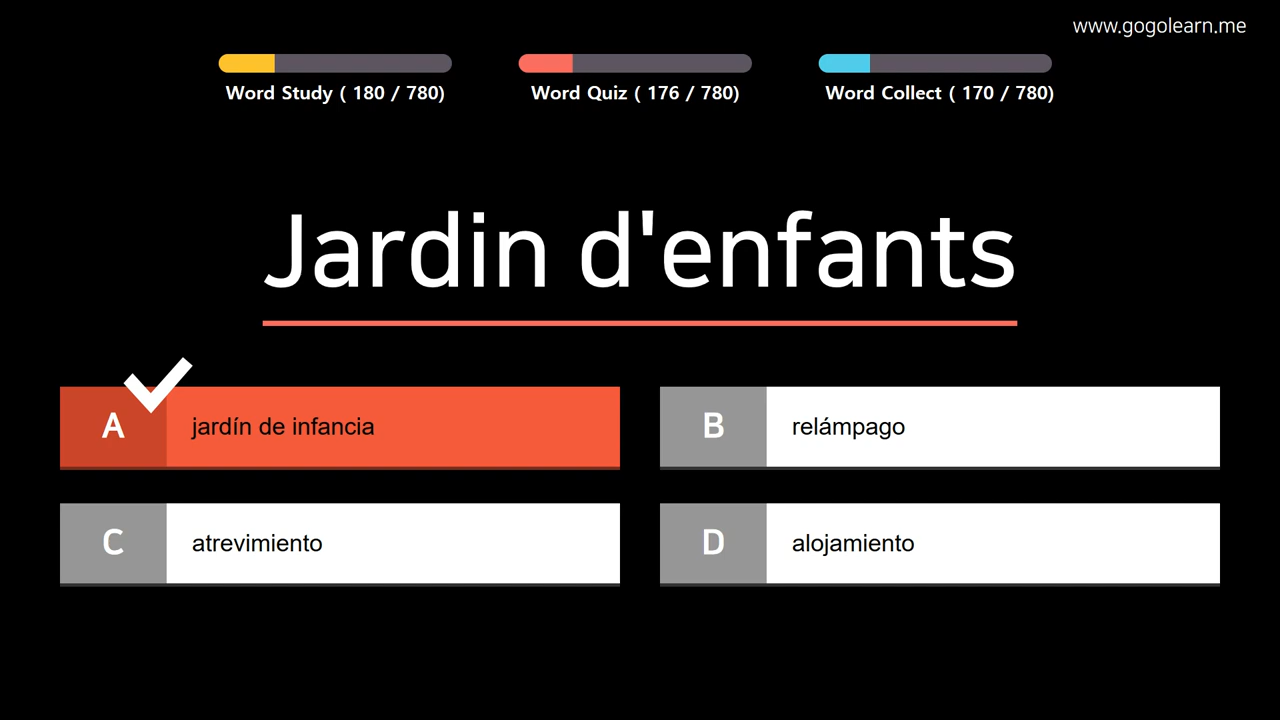 www.gogolearn.me
Word Study ( 180 / 780)
Word Quiz ( 176 / 780)
Word Collect ( 170 / 780)
Jardin d'enfants
A jardín de infancia
B relámpago
C atrevimiento
D alojamiento